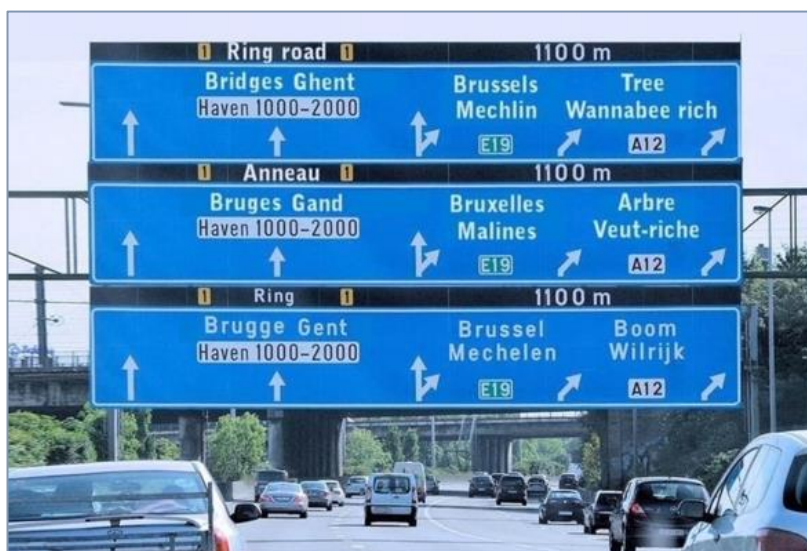 1 Ring road 1 1100 m
Bridges Ghent
Haven 1000-2000
Brussels
Mechlin
E19
Tree
Wannabee rich
A12
1 Anneau 1 1100 m
Bruges Gand
Haven 1000-2000
Bruxelles
Malines
E19
Arbre
Veut-riche
A12
1 Ring 1 1100 m
Brugge Gent
Haven 1000-2000
Brussel
Mechelen
E19
Boom
Wilrijk
A12